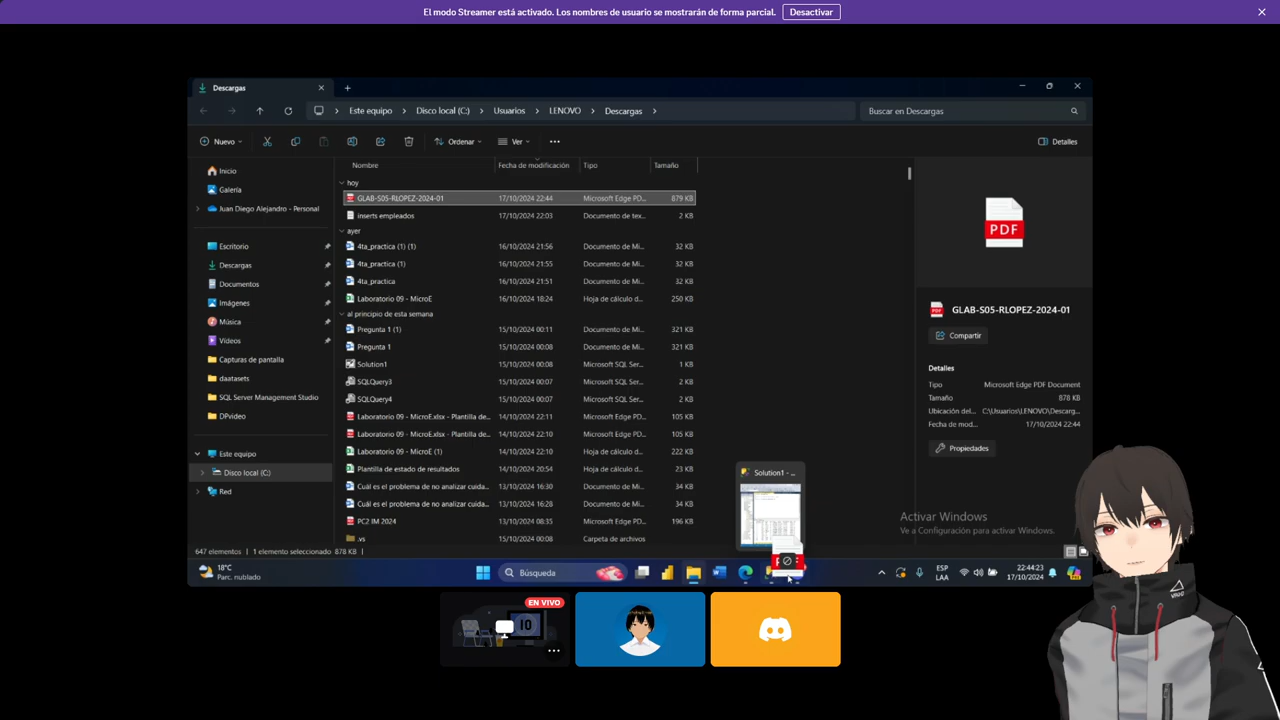 El modo Streamer está activado. Los nombres de usuario se mostrarán de forma parcial. Desactivar
Descargas
Este equipo Disco local (C:) Usuarios LENOVO Descargas Buscar en Descargas
Nuevo Ordenar Ver Detalles
Nombre Fecha de modificación Tipo Tamaño
Inicio
Galería
Juan Diego Alejandro - Personal
Escritorio
Descargas
Documentos
Imágenes
Música
Vídeos
Capturas de pantalla
daatasets
SQL Server Management Studio
DPvideo
Este equipo
Disco local (C:)
Red
hoy
GLAB-S05-RLOPEZ-2024-01 17/10/2024 22:44 Microsoft Edge PD... 879 KB
inserts empleados 17/10/2024 22:03 Documento de tex... 2 KB
ayer
4ta_practica (1) (1) 16/10/2024 21:56 Documento de Mi... 32 KB
4ta_practica (1) 16/10/2024 21:55 Documento de Mi... 32 KB
4ta_practica 16/10/2024 21:51 Documento de Mi... 32 KB
Laboratorio 09 - MicroE 16/10/2024 18:24 Hoja de cálculo d... 250 KB
al principio de esta semana
Pregunta 1 (1) 15/10/2024 00:11 Documento de Mi... 321 KB
Pregunta 1 15/10/2024 00:08 Documento de Mi... 321 KB
Solution1 15/10/2024 00:08 Microsoft SQL Ser... 1 KB
SQLQuery3 15/10/2024 00:07 Microsoft SQL Ser... 2 KB
SQLQuery4 15/10/2024 00:07 Microsoft SQL Ser... 2 KB
Laboratorio 09 - MicroE.xlsx - Plantilla de... 14/10/2024 22:11 Microsoft Edge PD... 105 KB
Laboratorio 09 - MicroE.xlsx - Plantilla de... 14/10/2024 22:10 Microsoft Edge PD... 105 KB
Laboratorio 09 - MicroE (1) 14/10/2024 22:11 Hoja de cálculo d... 222 KB
Plantilla de estado de resultados 14/10/2024 20:54 Hoja de cálculo d... 23 KB
Cuál es el problema de no analizar cuida... 13/10/2024 16:30 Documento de Mi... 34 KB
Cuál es el problema de no analizar cuida... 13/10/2024 16:28 Documento de Mi... 34 KB
PC2 IM 2024 13/10/2024 08:35 Microsoft Edge PD... 196 KB
.vs 15/10/2024 00:08 Carpeta de archivos
PDF
GLAB-S05-RLOPEZ-2024-01
Compartir
Detalles
Tipo Microsoft Edge PDF Document
Tamaño 878 KB
Ubicación del... C:\Usuarios\LENOVO\Descarg...
Fecha de mod... 17/10/2024 22:44
Propiedades
Solution1 - ...
Activar Windows
Ve a Configuración para activar Windows.
647 elementos 1 elemento seleccionado 878 KB
18°C
Parc. nublado
Búsqueda
ESP
LAA
22:44:23
17/10/2024
EN VIVO
10